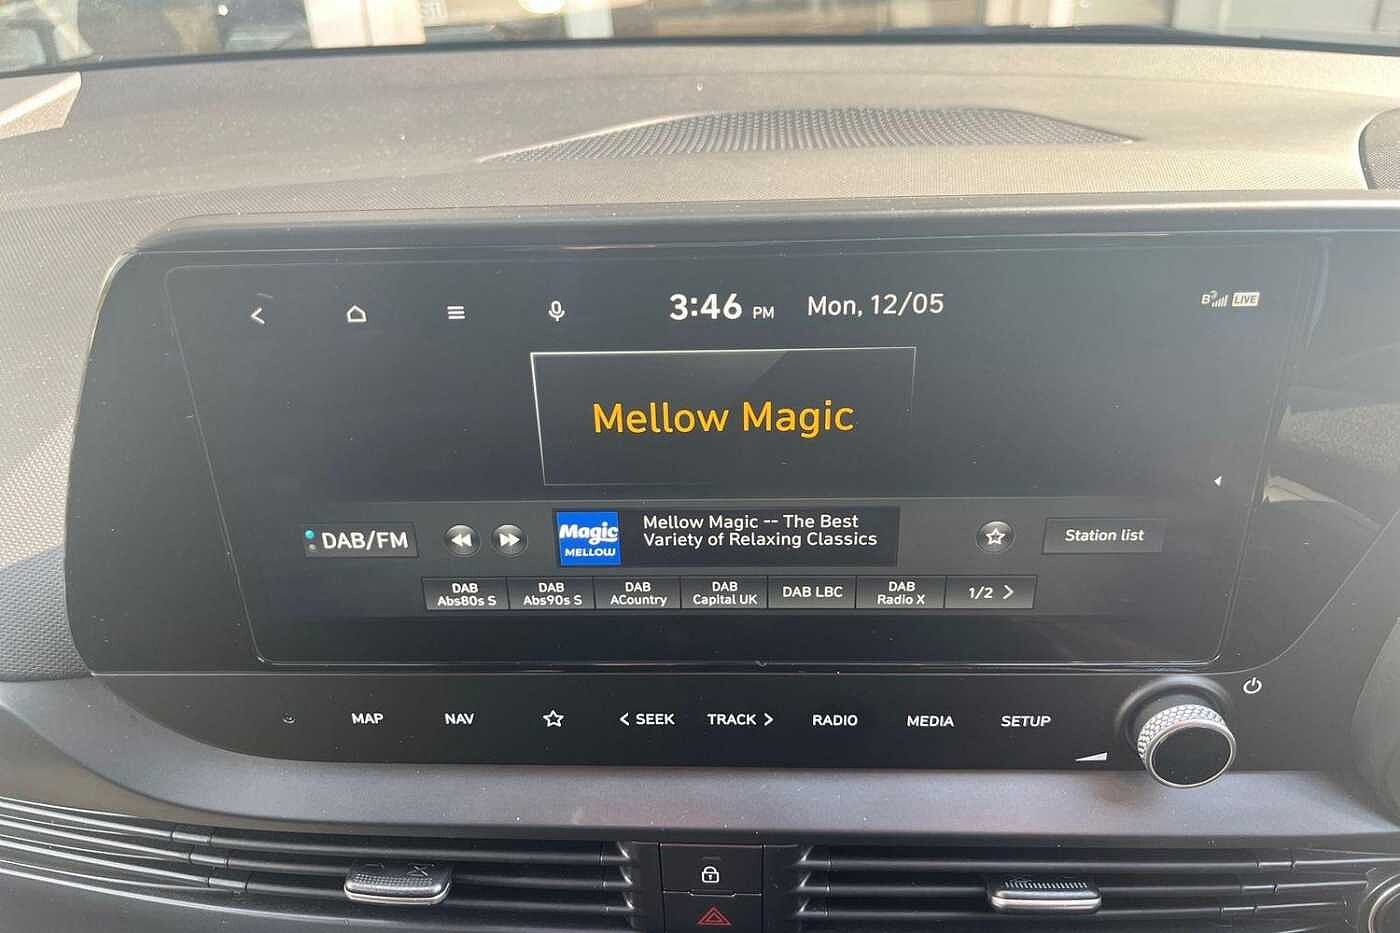 3:46 PM Mon, 12/05
LIVE
Mellow Magic
DAB/FM
Magic
MELLOW
Mellow Magic -- The Best
Variety of Relaxing Classics
Station list
DAB
Abs80s S
DAB
Abs90s S
DAB
ACountry
DAB
Capital UK
DAB LBC
DAB
Radio X
1/2 >
MAP
NAV
< SEEK
TRACK >
RADIO
MEDIA
SETUP